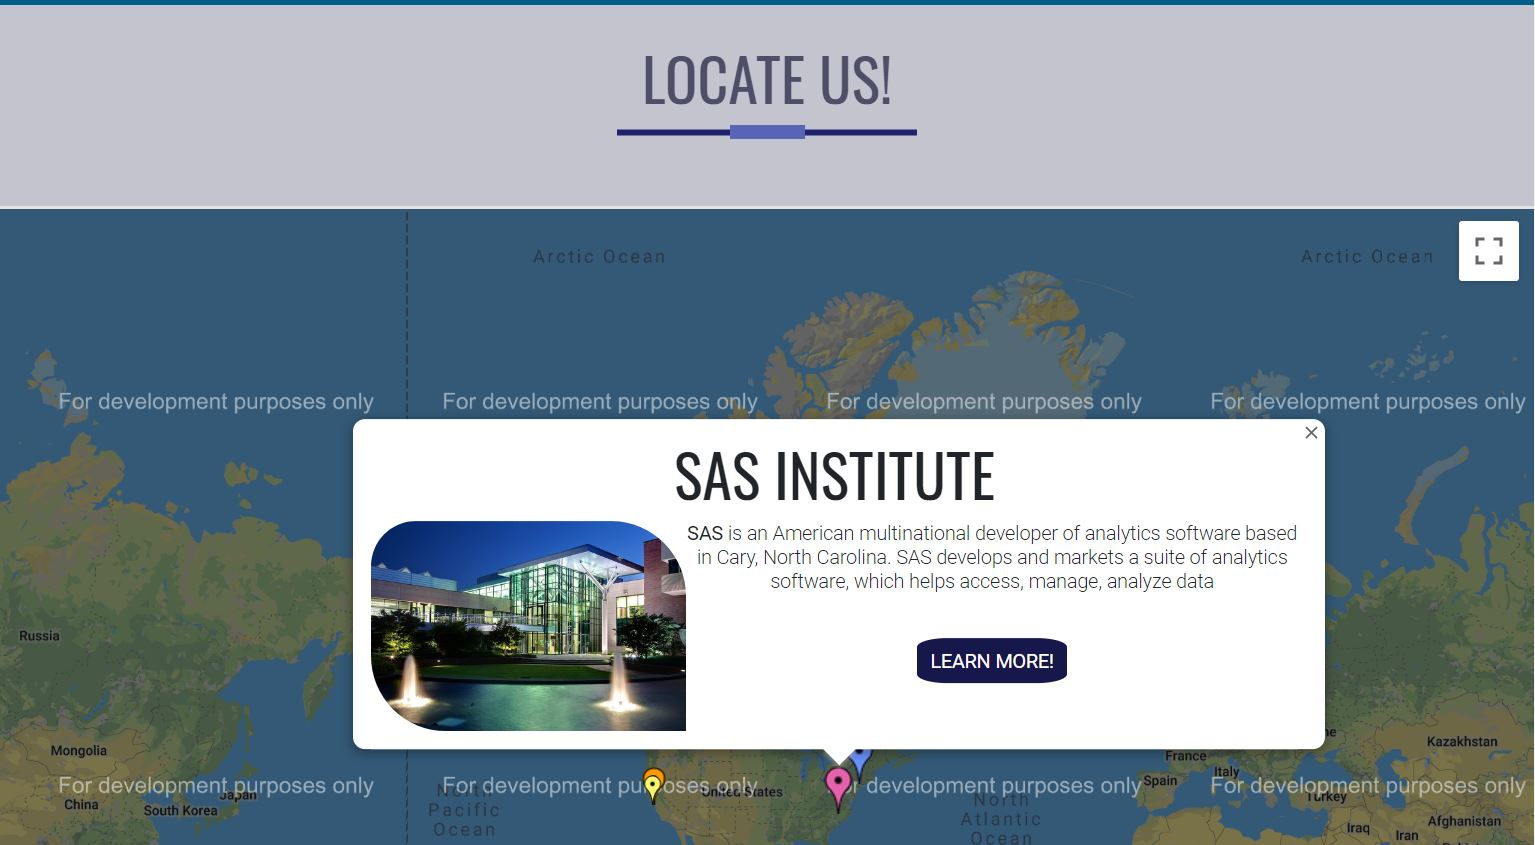 LOCATE US!
Arctic Ocean
Arctic Ocean
For development purposes only
For development purposes only
For development purposes only
For development purposes only
SAS INSTITUTE
SAS is an American multinational developer of analytics software based
in Cary, North Carolina. SAS develops and markets a suite of analytics
software, which helps access, manage, analyze data
LEARN MORE!
Russia
Mongolia
China
South Korea
Japan
North
Pacific
Ocean
United States
North
Atlantic
Ocean
France
Spain
Italy
Turkey
Kazakhstan
Iraq
Iran
Afghanistan
For development purposes only
For development purposes only
For development purposes only